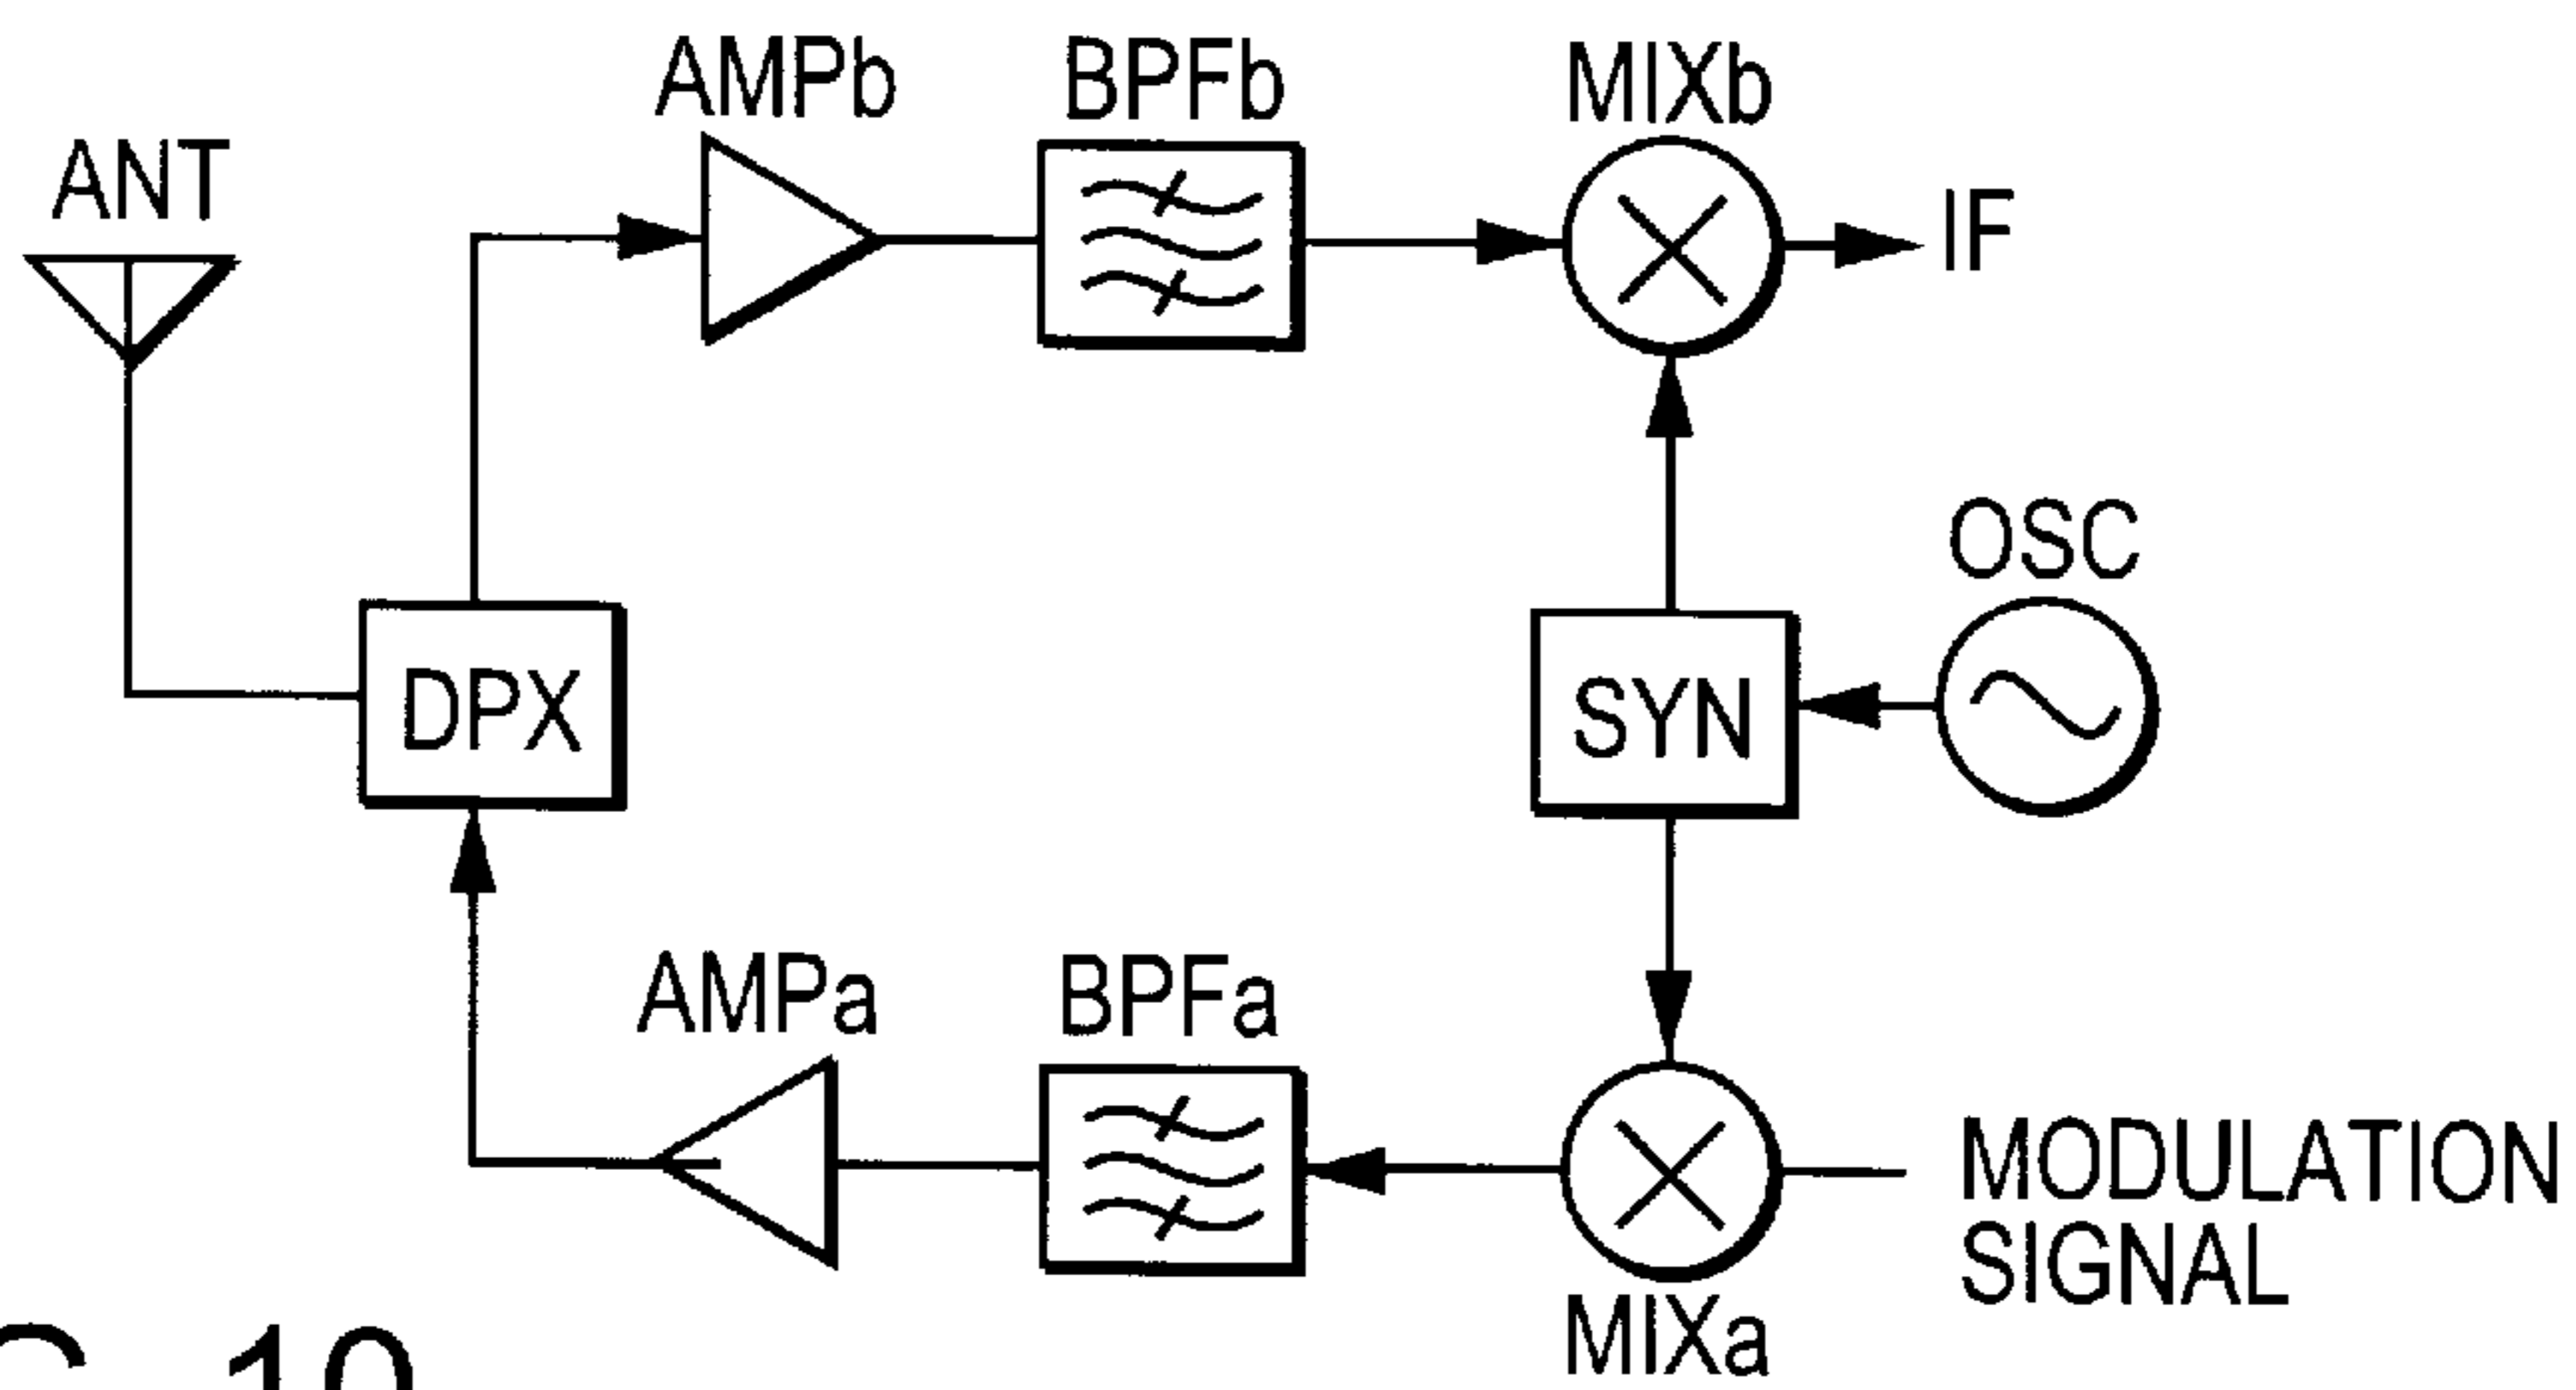 ANT
AMPb
BPFb
MIXb
IF
OSC
DPX
SYN
AMPa
BPFa
MIXa
MODULATION
SIGNAL